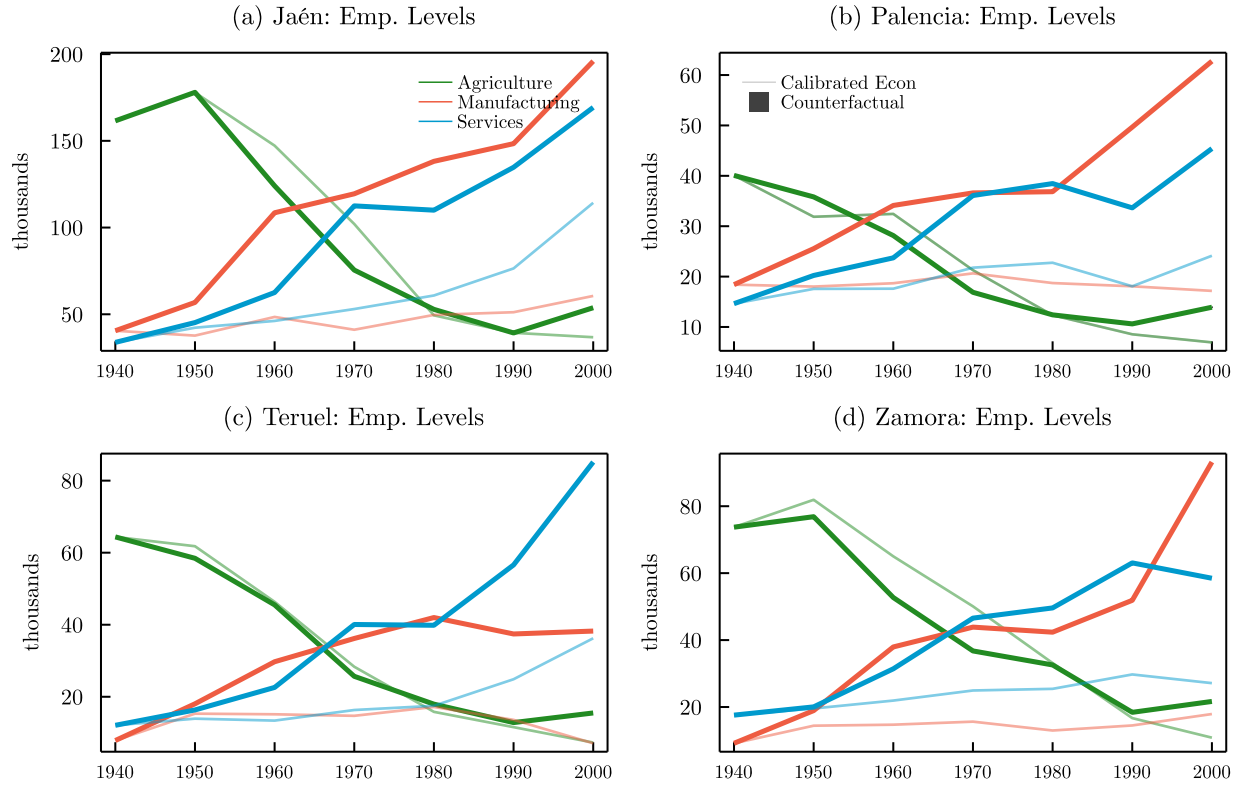 (a) Jaén: Emp. Levels
thousands
200
150
100
50
Agriculture
Manufacturing
Services
1940 1950 1960 1970 1980 1990 2000
(b) Palencia: Emp. Levels
thousands
60
50
40
30
20
10
Calibrated Econ
Counterfactual
1940 1950 1960 1970 1980 1990 2000
(c) Teruel: Emp. Levels
thousands
80
60
40
20
1940 1950 1960 1970 1980 1990 2000
(d) Zamora: Emp. Levels
thousands
80
60
40
20
1940 1950 1960 1970 1980 1990 2000